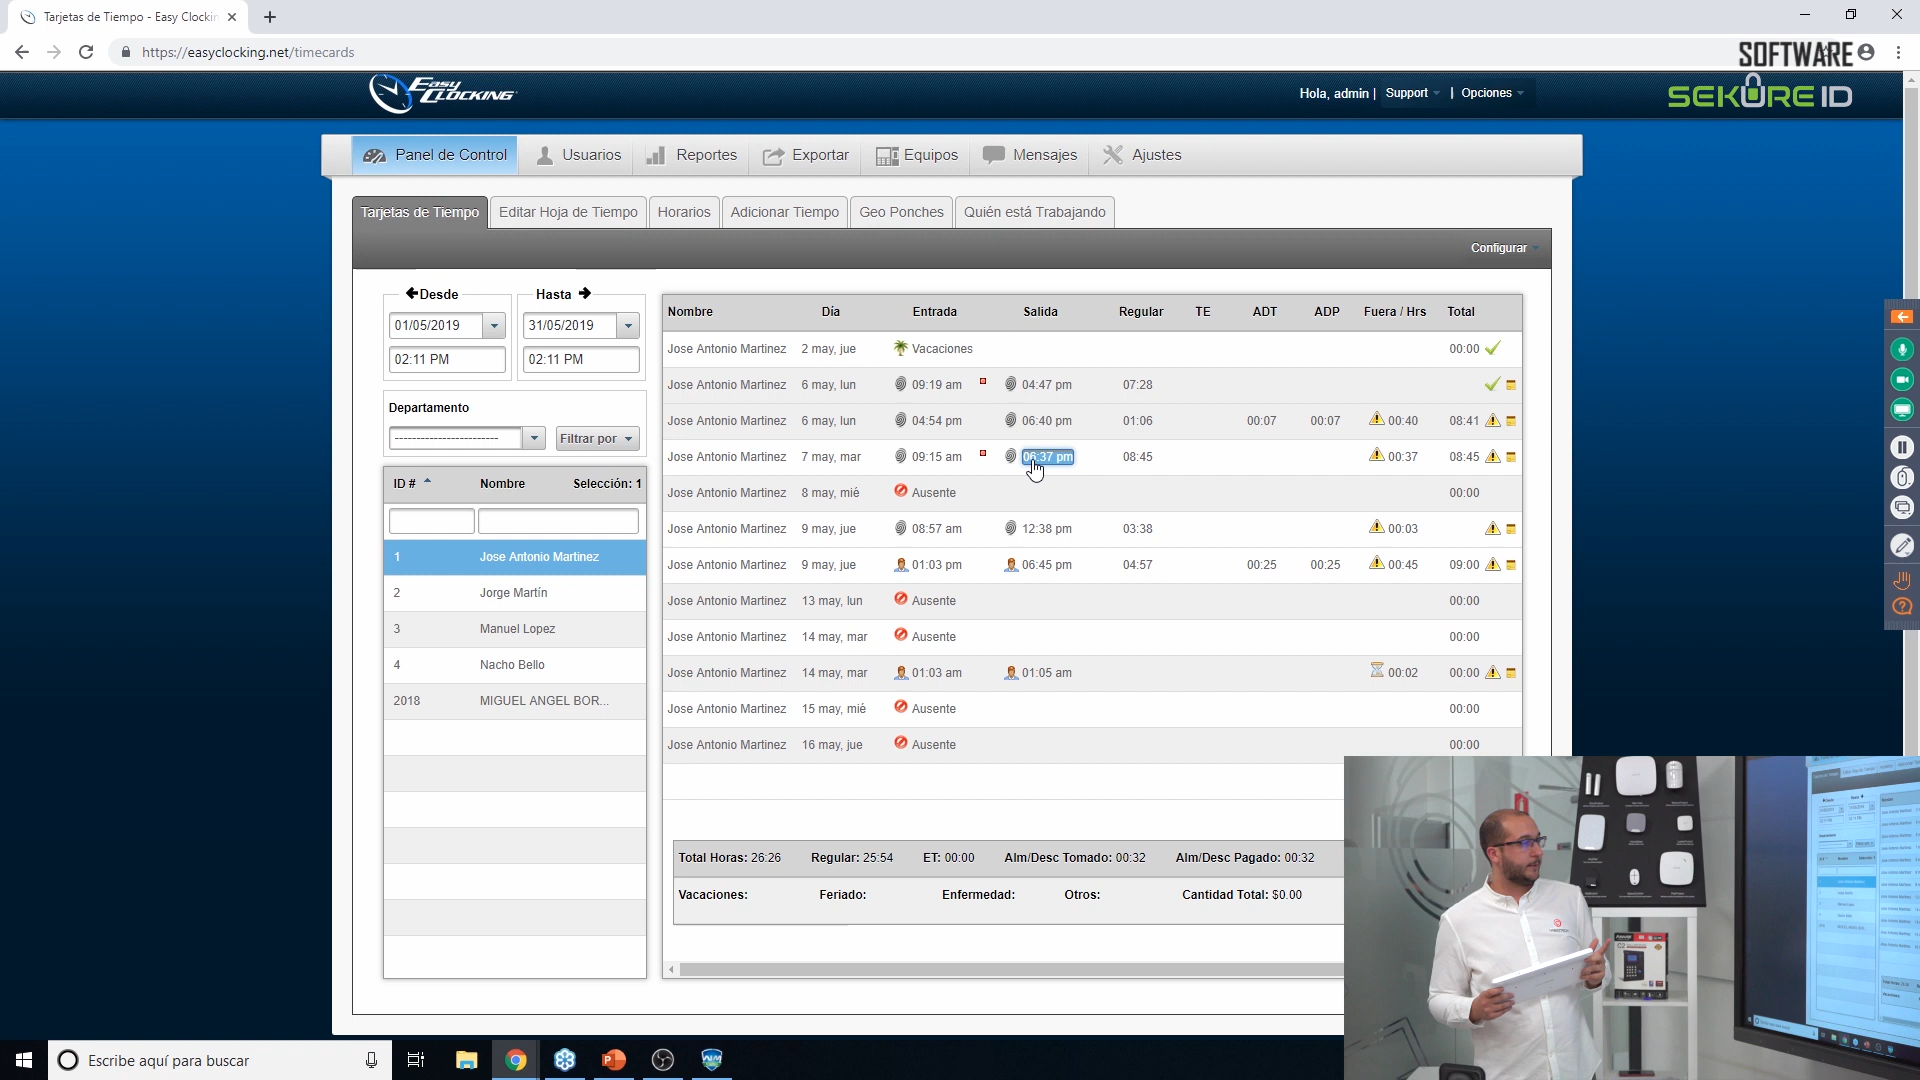 Tarjetas de Tiempo - Easy Clockin
https://easyclocking.net/timecards
SOFTWARE
Easy Clocking
Hola, admin | Support | Opciones
SEKUREID
Panel de Control Usuarios Reportes Exportar Equipos Mensajes Ajustes
Tarjetas de Tiempo Editar Hoja de Tiempo Horarios Adicionar Tiempo Geo Ponches Quién está Trabajando
Configurar
Desde Hasta
01/05/2019 31/05/2019
02:11 PM 02:11 PM
Departamento
------------------------ Filtrar por
ID # Nombre Selección: 1
1 Jose Antonio Martinez
2 Jorge Martín
3 Manuel Lopez
4 Nacho Bello
2018 MIGUEL ANGEL BOR...
Nombre Día Entrada Salida Regular TE ADT ADP Fuera / Hrs Total
Jose Antonio Martinez 2 may, jue Vacaciones 00:00
Jose Antonio Martinez 6 may, lun 09:19 am 04:47 pm 07:28
Jose Antonio Martinez 6 may, lun 04:54 pm 06:40 pm 01:06 00:07 00:07 00:40 08:41
Jose Antonio Martinez 7 may, mar 09:15 am 06:37 pm 08:45 00:37 08:45
Jose Antonio Martinez 8 may, mié Ausente 00:00
Jose Antonio Martinez 9 may, jue 08:57 am 12:38 pm 03:38 00:03
Jose Antonio Martinez 9 may, jue 01:03 pm 06:45 pm 04:57 00:25 00:25 00:45 09:00
Jose Antonio Martinez 13 may, lun Ausente 00:00
Jose Antonio Martinez 14 may, mar Ausente 00:00
Jose Antonio Martinez 14 may, mar 01:03 am 01:05 am 00:02 00:00
Jose Antonio Martinez 15 may, mié Ausente 00:00
Jose Antonio Martinez 16 may, jue Ausente 00:00
Total Horas: 26:26 Regular: 25:54 ET: 00:00 Alm/Desc Tomado: 00:32 Alm/Desc Pagado: 00:32
Vacaciones: Feriado: Enfermedad: Otros: Cantidad Total: $0.00
Escribe aquí para buscar